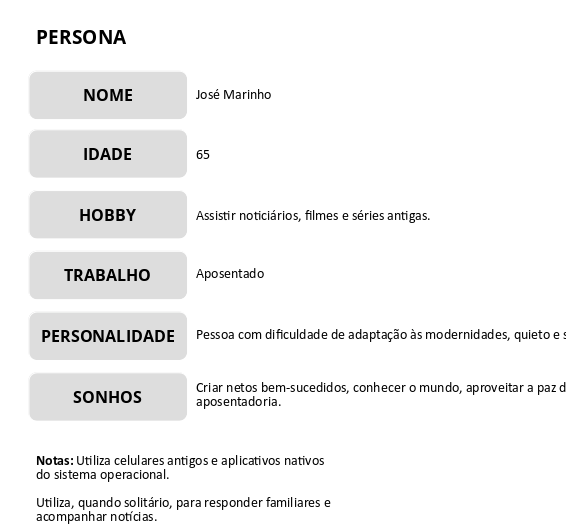 PERSONA
NOME
José Marinho
IDADE
65
HOBBY
Assistir noticiários, filmes e séries antigas.
TRABALHO
Aposentado
PERSONALIDADE
Pessoa com dificuldade de adaptação às modernidades, quieto e
SONHOS
Criar netos bem-sucedidos, conhecer o mundo, aproveitar a paz
aposentadoria.
Notas: Utiliza celulares antigos e aplicativos nativos
do sistema operacional.
Utiliza, quando solitário, para responder familiares e
acompanhar notícias.